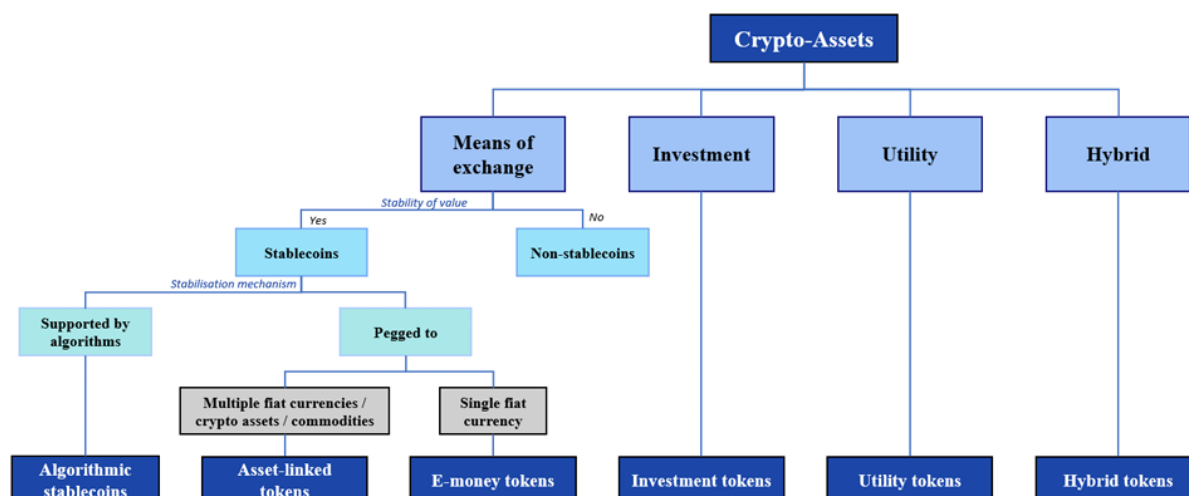 Crypto-Assets
Means of
exchange
Investment
Utility
Hybrid
Stability of value
Yes
No
Stablecoins
Non-stablecoins
Stabilisation mechanism
Supported by
algorithms
Pegged to
Multiple fiat currencies /
crypto assets / commodities
Single fiat
currency
Algorithmic
stablecoins
Asset-linked
tokens
E-money tokens
Investment tokens
Utility tokens
Hybrid tokens